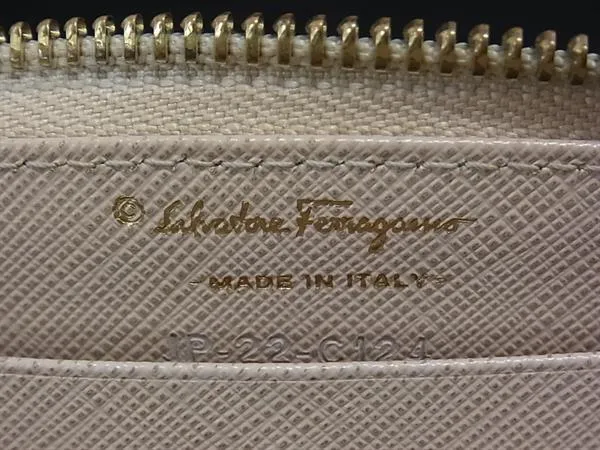 © Salvatore Ferragamo
-MADE IN ITALY-
JP-22-C124